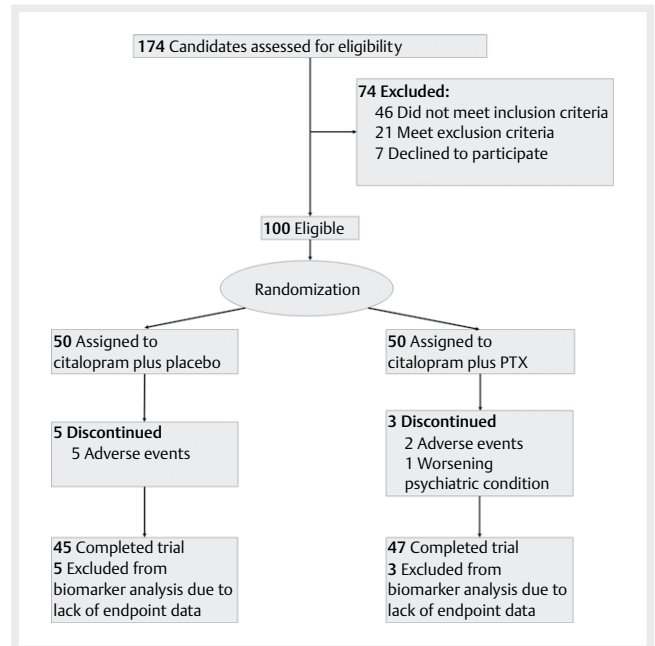 174 Candidates assessed for eligibility
74 Excluded:
46 Did not meet inclusion criteria
21 Meet exclusion criteria
7 Declined to participate
100 Eligible
Randomization
50 Assigned to
citalopram plus placebo
50 Assigned to
citalopram plus PTX
5 Discontinued
5 Adverse events
3 Discontinued
2 Adverse events
1 Worsening
psychiatric condition
45 Completed trial
5 Excluded from
biomarker analysis due to
lack of endpoint data
47 Completed trial
3 Excluded from
biomarker analysis due to
lack of endpoint data